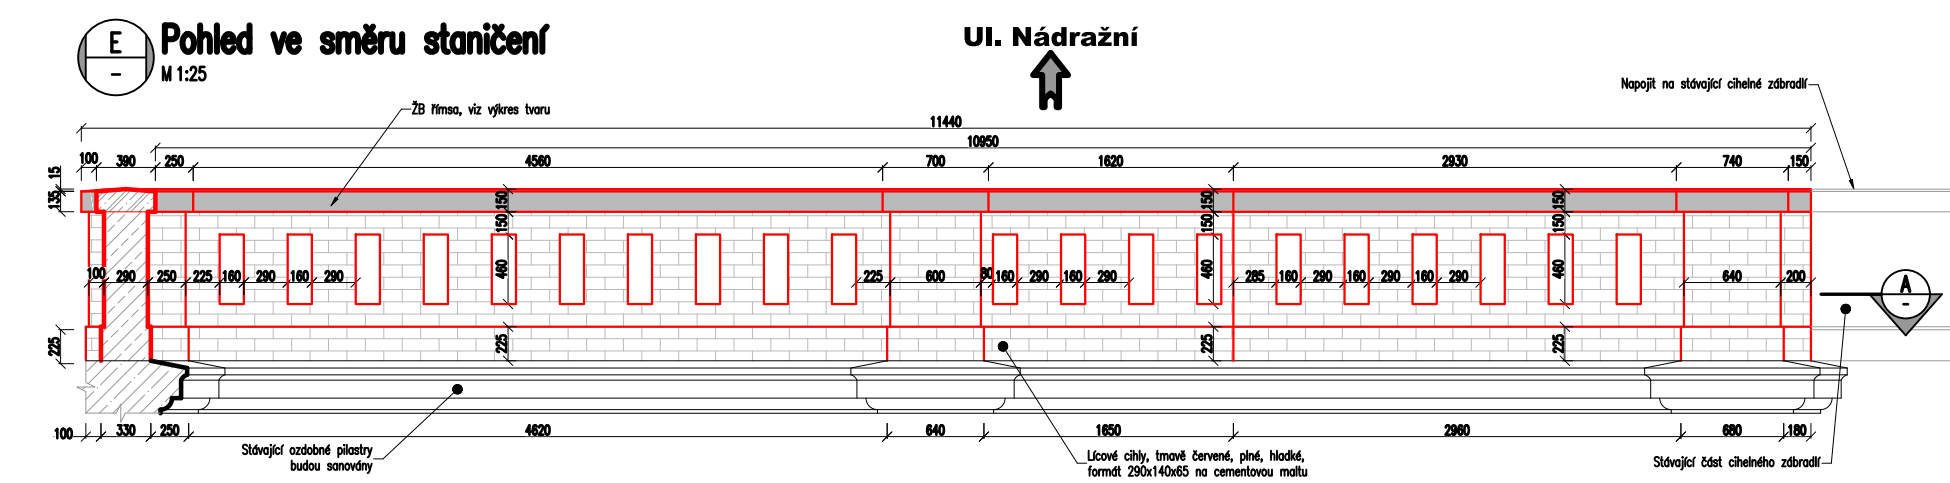 E
-
Pohled ve směru staničení
M 1:25
Ul. Nádražní
Napojit na stávající cihelné zábradlí
ŽB římsa, viz výkres tvaru
11440
10950
100 390 250 4560 700 1620 2930 740 150
15
135
150 150 150
150 150 150
460 460 460
100 290 250 225 160 290 160 290 225 600 80 160 290 160 290 285 160 290 160 290 160 290 640 200
A
-
225 225 225 225
100 330 250 4620 640 1650 2960 680 180
Stávající ozdobné pilastry
budou sanovány
Lícové cihly, tmavě červené, plné, hladké,
formát 290x140x65 na cementovou maltu
Stávající část cihelného zábradlí